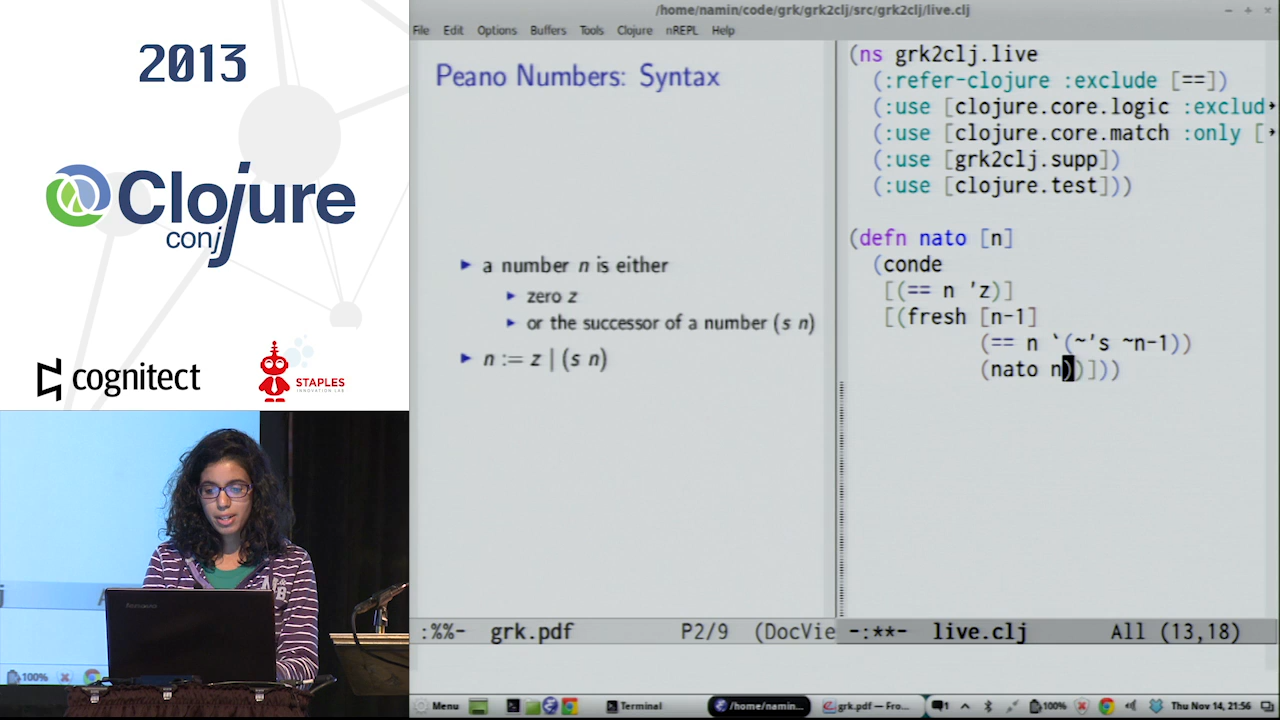 2013
Clojure
conj
cognitect
STAPLES
INNOVATION LAB
/home/namin/code/grk/grk2clj/src/grk2clj/live.clj
File Edit Options Buffers Tools Clojure nREPL Help
Peano Numbers: Syntax
a number n is either
zero z
or the successor of a number (s n)
n := z | (s n)
(ns grk2clj.live
(:refer-clojure :exclude [==])
(:use [clojure.core.logic :exclud
(:use [clojure.core.match :only [
(:use [grk2clj.supp])
(:use [clojure.test]))
(defn nato [n]
(conde
[(== n 'z)]
[(fresh [n-1]
(== n `(~'s ~n-1))
(nato n))]))
:%%- grk.pdf P2/9 (DocVie
-:**- live.clj All (13,18)
100%
Menu Terminal /home/namin... grk.pdf — Fro... 1 100% Thu Nov 14, 21:56